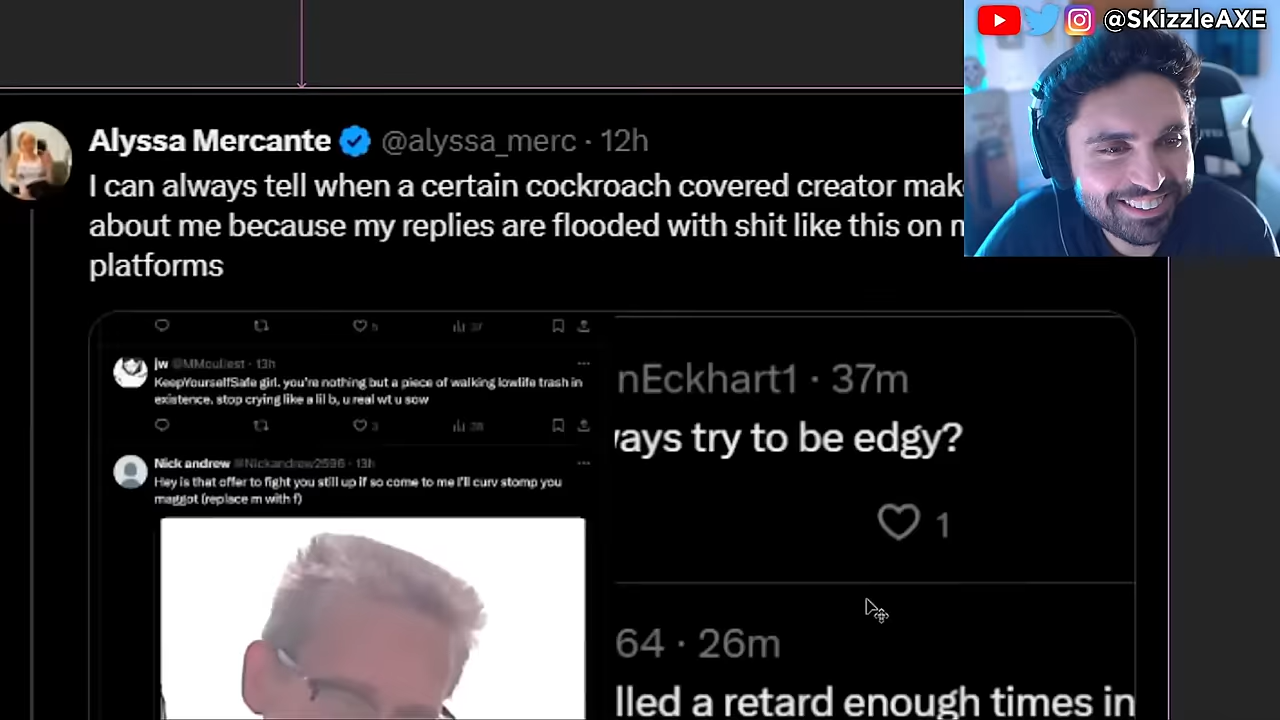 @SKizzleAXE
Alyssa Mercante @alyssa_merc · 12h
I can always tell when a certain cockroach covered creator mak
about me because my replies are flooded with shit like this on
platforms
5
37
jw @MMcullest · 13h
KeepYourselfSafe girl. you're nothing but a piece of walking lowlife trash in
existence. stop crying like a lil b, u real wt u sow
3
Nick andrew @Nickandrew2596 · 13h
Hey is that offer to fight you still up if so come to me I'll curv stomp you
maggot (replace m with f)
nEckhart1 · 37m
ays try to be edgy?
1
64 · 26m
lled a retard enough times in